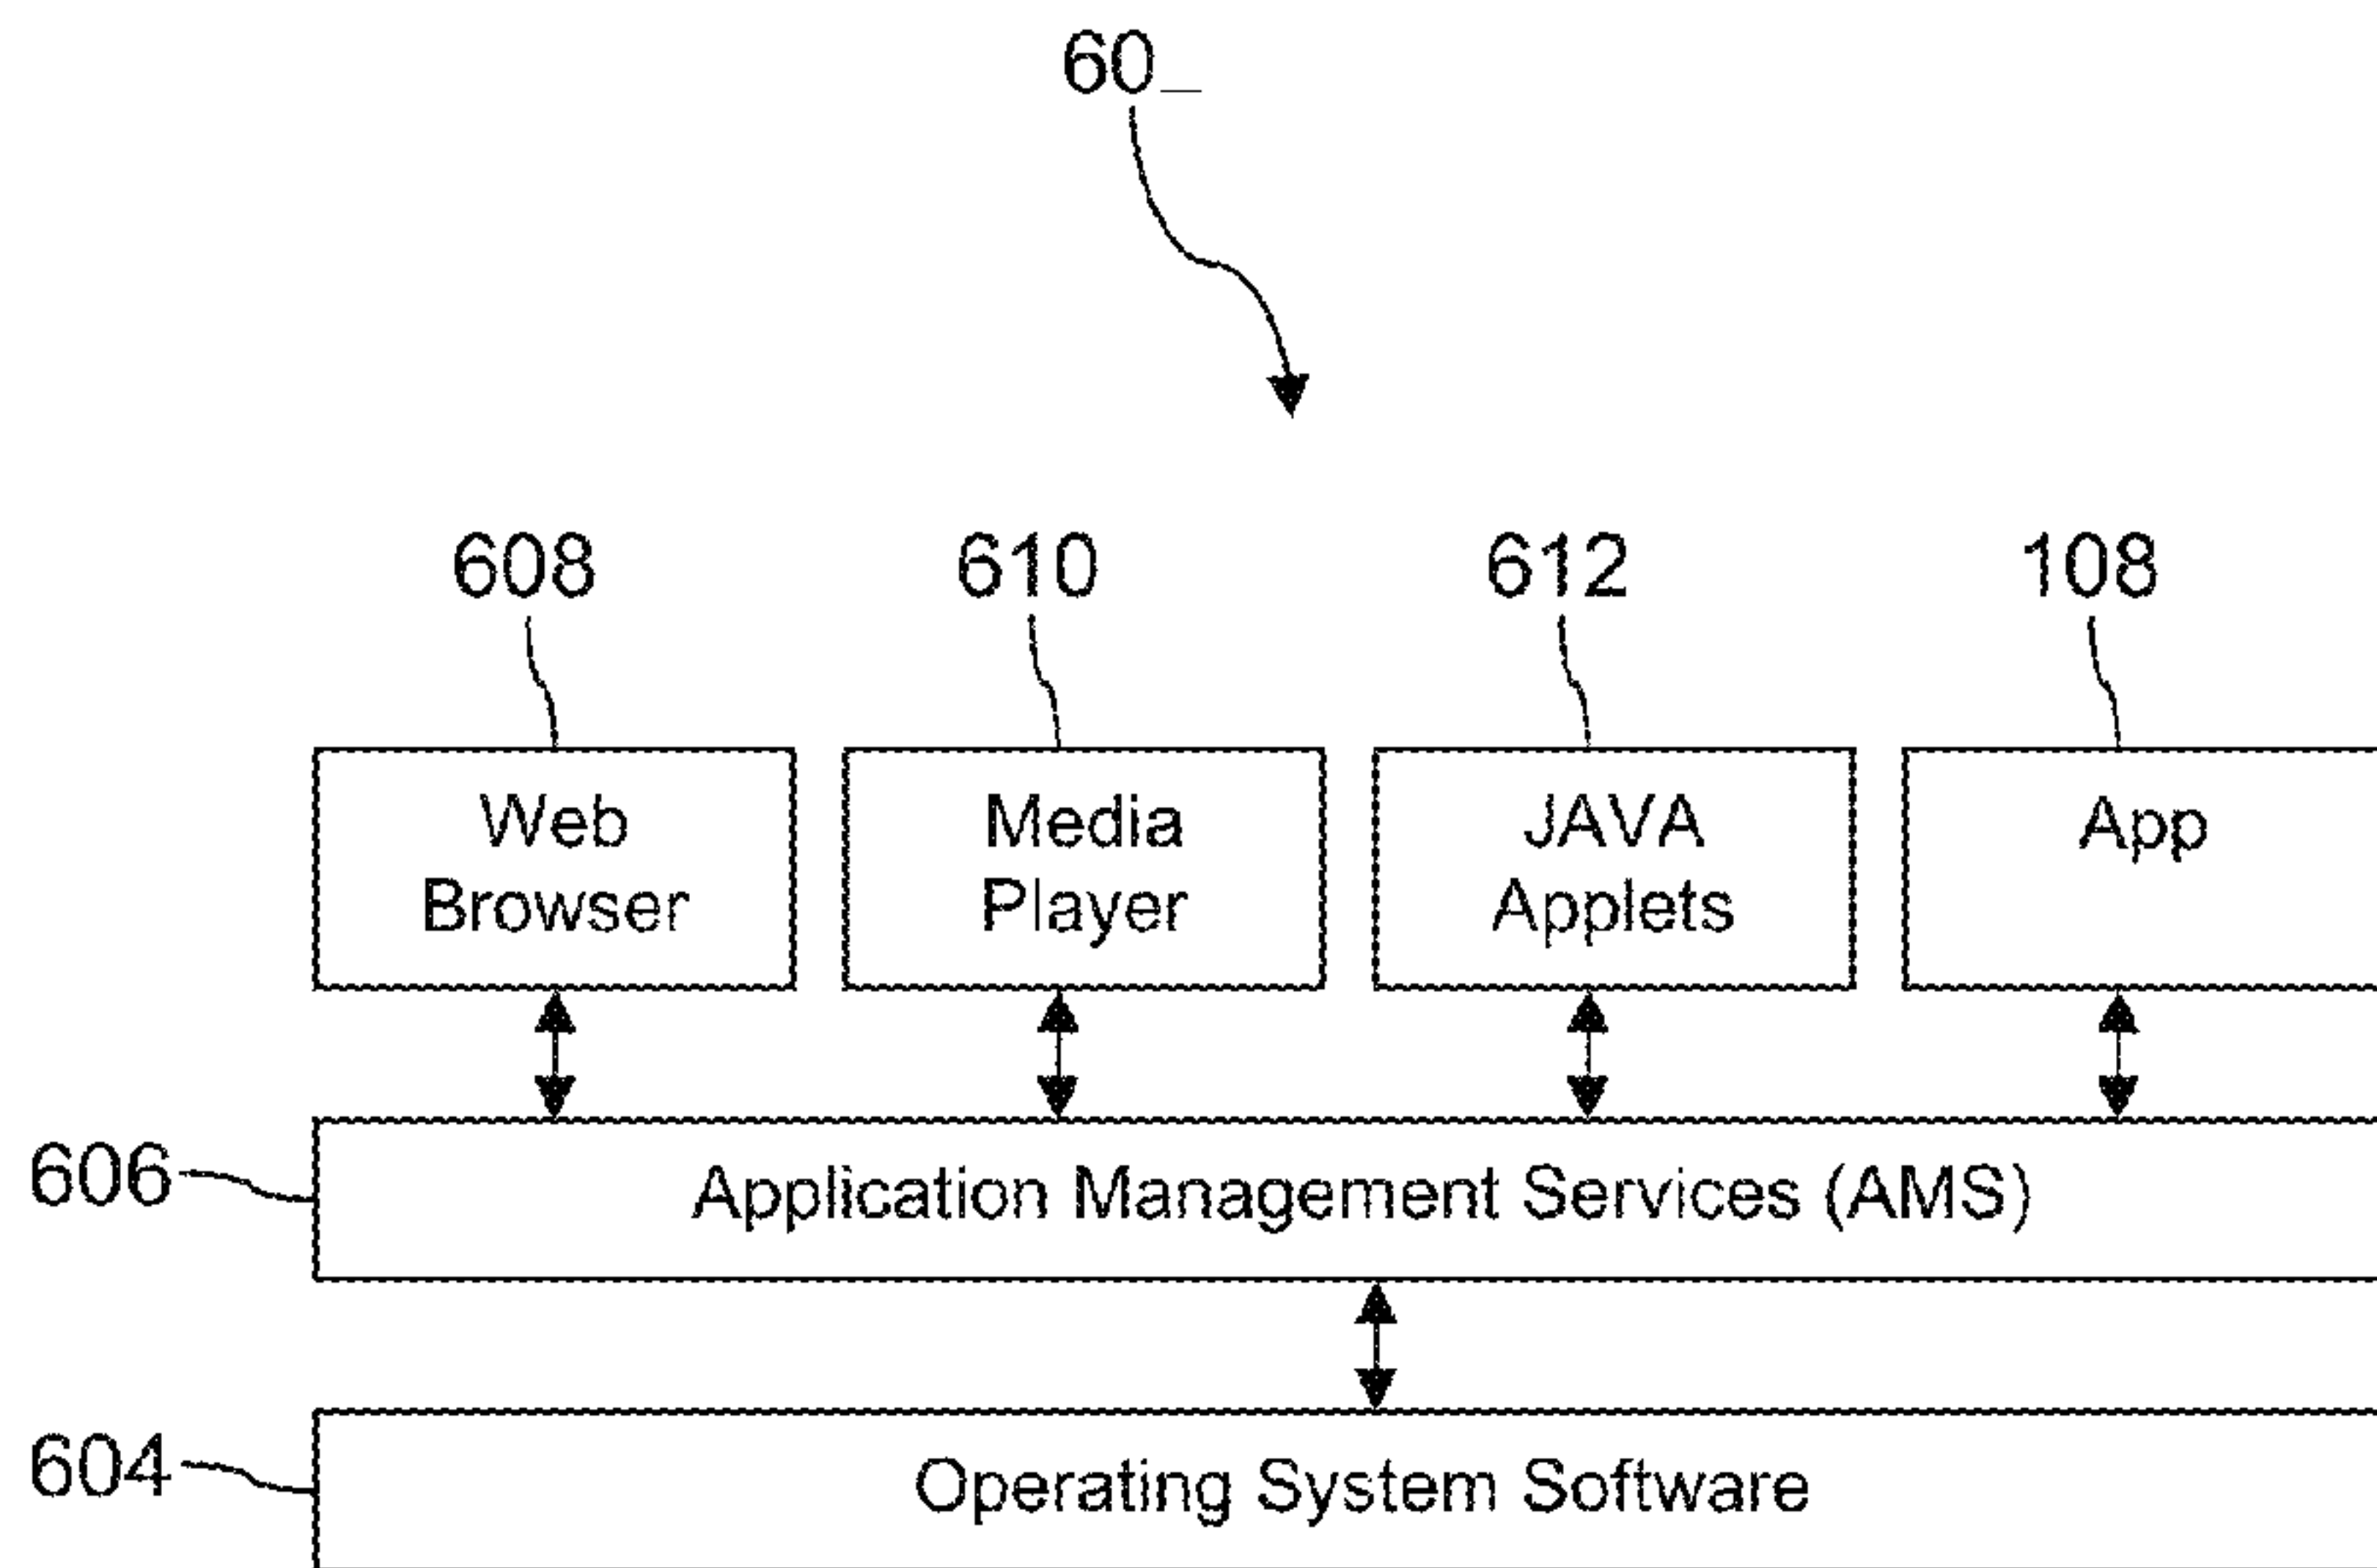 60_
608 610 612 108
Web Browser
Media Player
JAVA Applets
App
606
Application Management Services (AMS)
604
Operating System Software